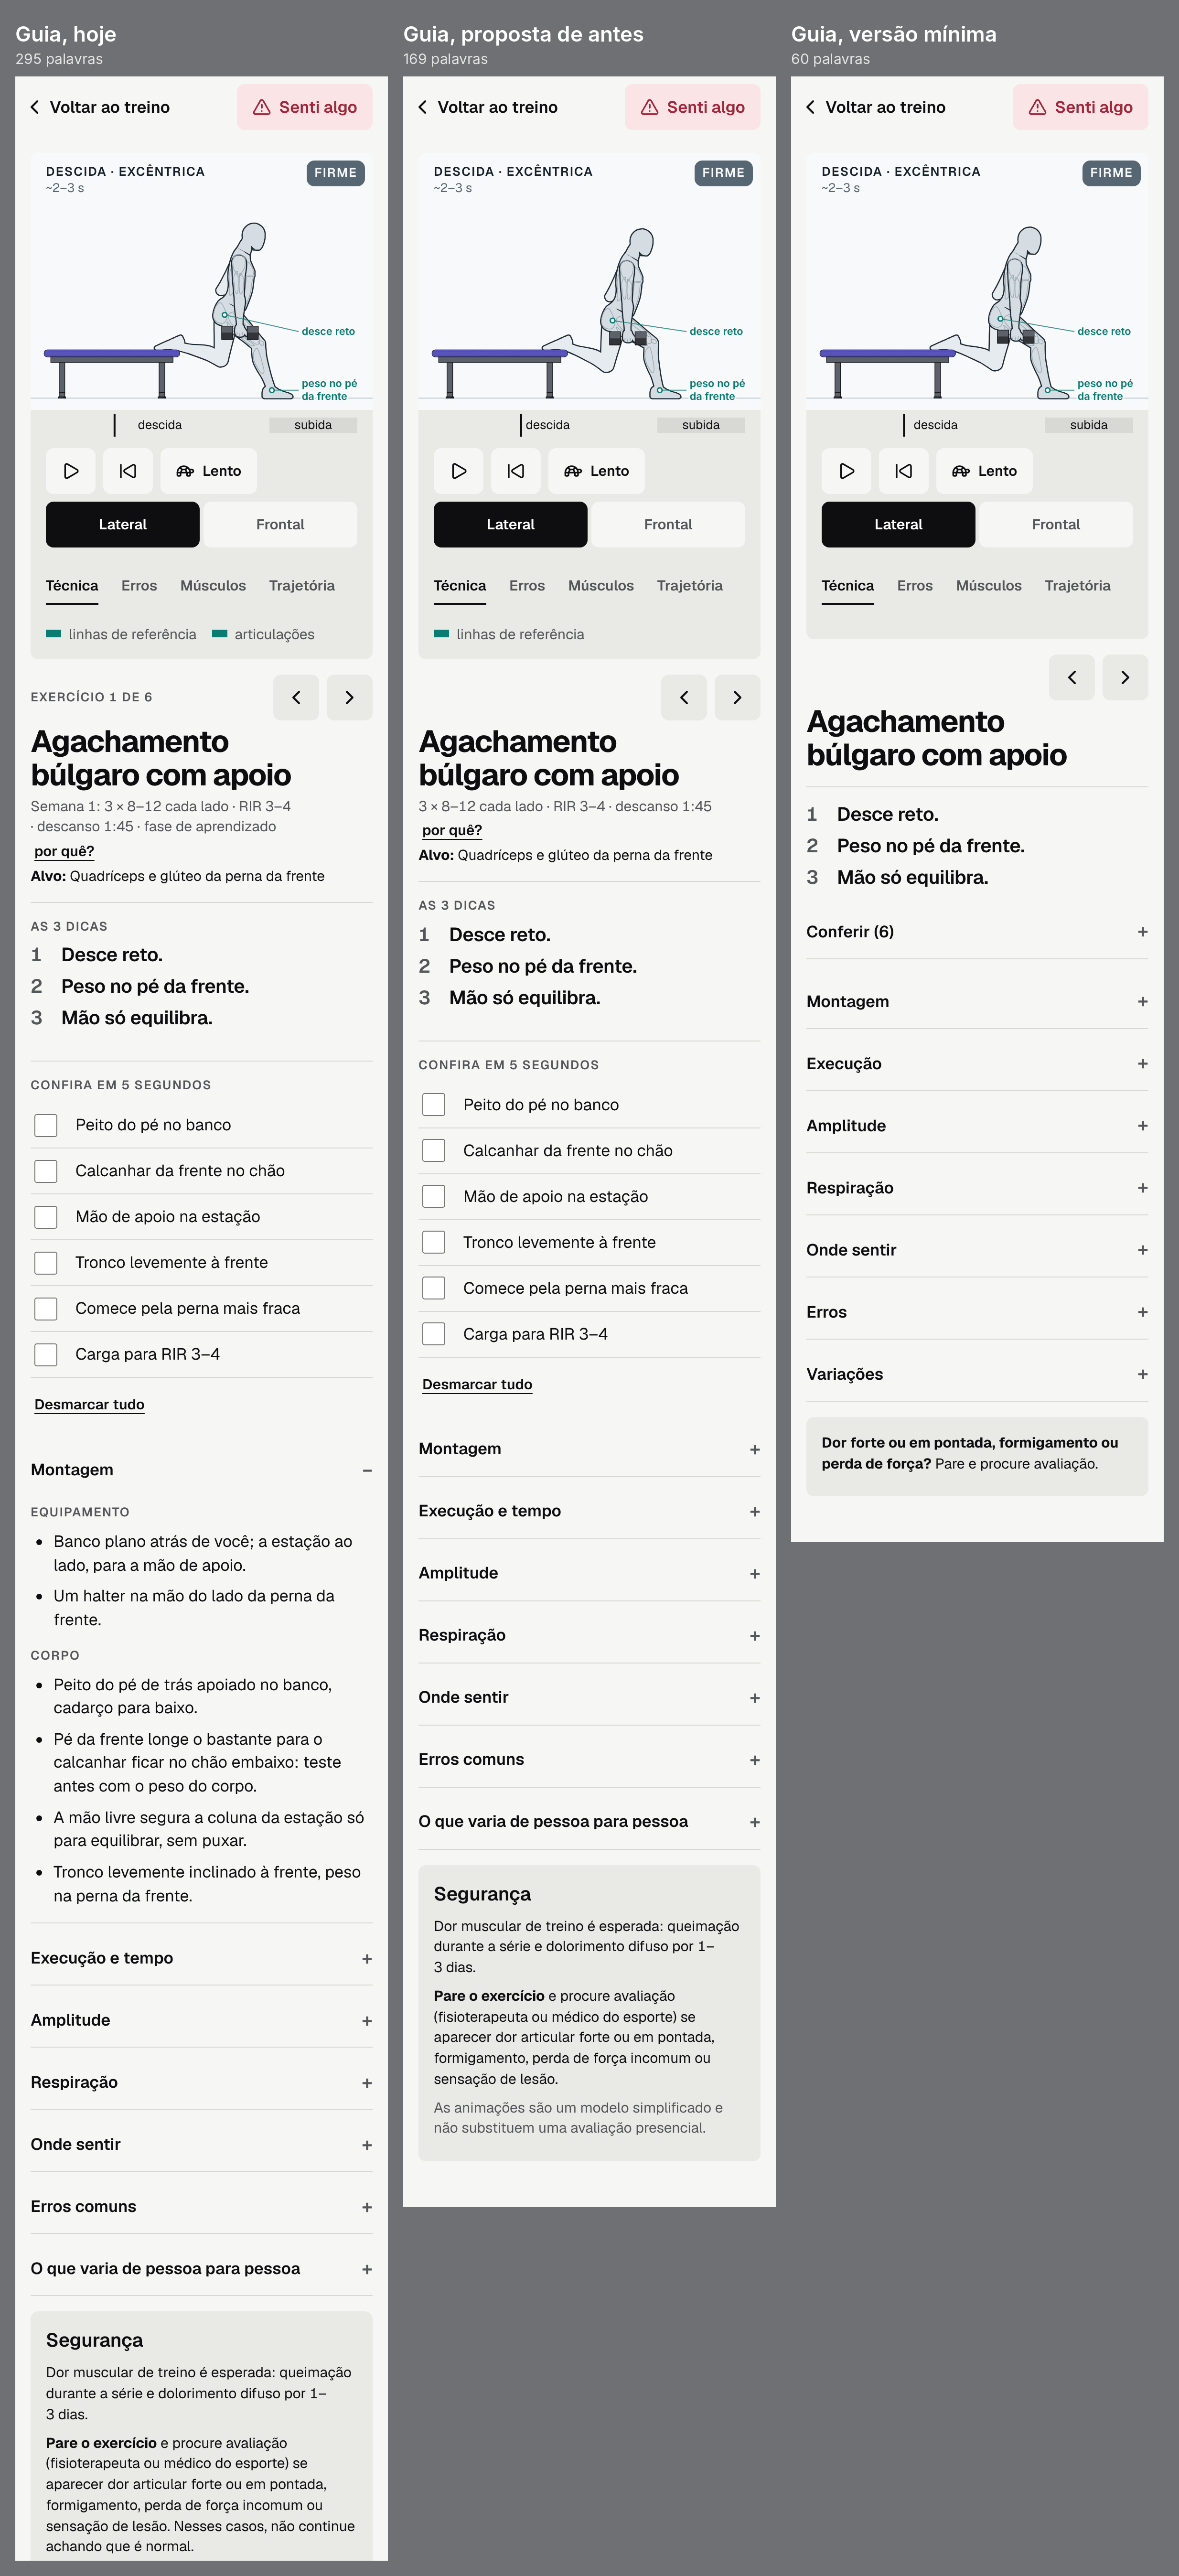 Guia, hoje
295 palavras
Voltar ao treino
Senti algo
DESCIDA · EXCÊNTRICA
~2–3 s
FIRME
desce reto
peso no pé
da frente
descida
subida
Lento
Lateral
Frontal
Técnica
Erros
Músculos
Trajetória
linhas de referência
articulações
EXERCÍCIO 1 DE 6
Agachamento
búlgaro com apoio
Semana 1: 3 × 8–12 cada lado · RIR 3–4
· descanso 1:45 · fase de aprendizado
por quê?
Alvo: Quadríceps e glúteo da perna da frente
AS 3 DICAS
1 Desce reto.
2 Peso no pé da frente.
3 Mão só equilibra.
CONFIRA EM 5 SEGUNDOS
Peito do pé no banco
Calcanhar da frente no chão
Mão de apoio na estação
Tronco levemente à frente
Comece pela perna mais fraca
Carga para RIR 3–4
Desmarcar tudo
Montagem –
EQUIPAMENTO
• Banco plano atrás de você; a estação ao
lado, para a mão de apoio.
• Um halter na mão do lado da perna da
frente.
CORPO
• Peito do pé de trás apoiado no banco,
cadarço para baixo.
• Pé da frente longe o bastante para o
calcanhar ficar no chão embaixo: teste
antes com o peso do corpo.
• A mão livre segura a coluna da estação só
para equilibrar, sem puxar.
• Tronco levemente inclinado à frente, peso
na perna da frente.
Execução e tempo +
Amplitude +
Respiração +
Onde sentir +
Erros comuns +
O que varia de pessoa para pessoa +
Segurança
Dor muscular de treino é esperada: queimação
durante a série e dolorimento difuso por 1–
3 dias.
Pare o exercício e procure avaliação
(fisioterapeuta ou médico do esporte) se
aparecer dor articular forte ou em pontada,
formigamento, perda de força incomum ou
sensação de lesão. Nesses casos, não continue
achando que é normal.
Guia, proposta de antes
169 palavras
Voltar ao treino
Senti algo
DESCIDA · EXCÊNTRICA
~2–3 s
FIRME
desce reto
peso no pé
da frente
descida
subida
Lento
Lateral
Frontal
Técnica
Erros
Músculos
Trajetória
linhas de referência
Agachamento
búlgaro com apoio
3 × 8–12 cada lado · RIR 3–4 · descanso 1:45
por quê?
Alvo: Quadríceps e glúteo da perna da frente
AS 3 DICAS
1 Desce reto.
2 Peso no pé da frente.
3 Mão só equilibra.
CONFIRA EM 5 SEGUNDOS
Peito do pé no banco
Calcanhar da frente no chão
Mão de apoio na estação
Tronco levemente à frente
Comece pela perna mais fraca
Carga para RIR 3–4
Desmarcar tudo
Montagem +
Execução e tempo +
Amplitude +
Respiração +
Onde sentir +
Erros comuns +
O que varia de pessoa para pessoa +
Segurança
Dor muscular de treino é esperada: queimação
durante a série e dolorimento difuso por 1–
3 dias.
Pare o exercício e procure avaliação
(fisioterapeuta ou médico do esporte) se
aparecer dor articular forte ou em pontada,
formigamento, perda de força incomum ou
sensação de lesão.
As animações são um modelo simplificado e
não substituem uma avaliação presencial.
Guia, versão mínima
60 palavras
Voltar ao treino
Senti algo
DESCIDA · EXCÊNTRICA
~2–3 s
FIRME
desce reto
peso no pé
da frente
descida
subida
Lento
Lateral
Frontal
Técnica
Erros
Músculos
Trajetória
Agachamento
búlgaro com apoio
1 Desce reto.
2 Peso no pé da frente.
3 Mão só equilibra.
Conferir (6) +
Montagem +
Execução +
Amplitude +
Respiração +
Onde sentir +
Erros +
Variações +
Dor forte ou em pontada, formigamento ou
perda de força? Pare e procure avaliação.